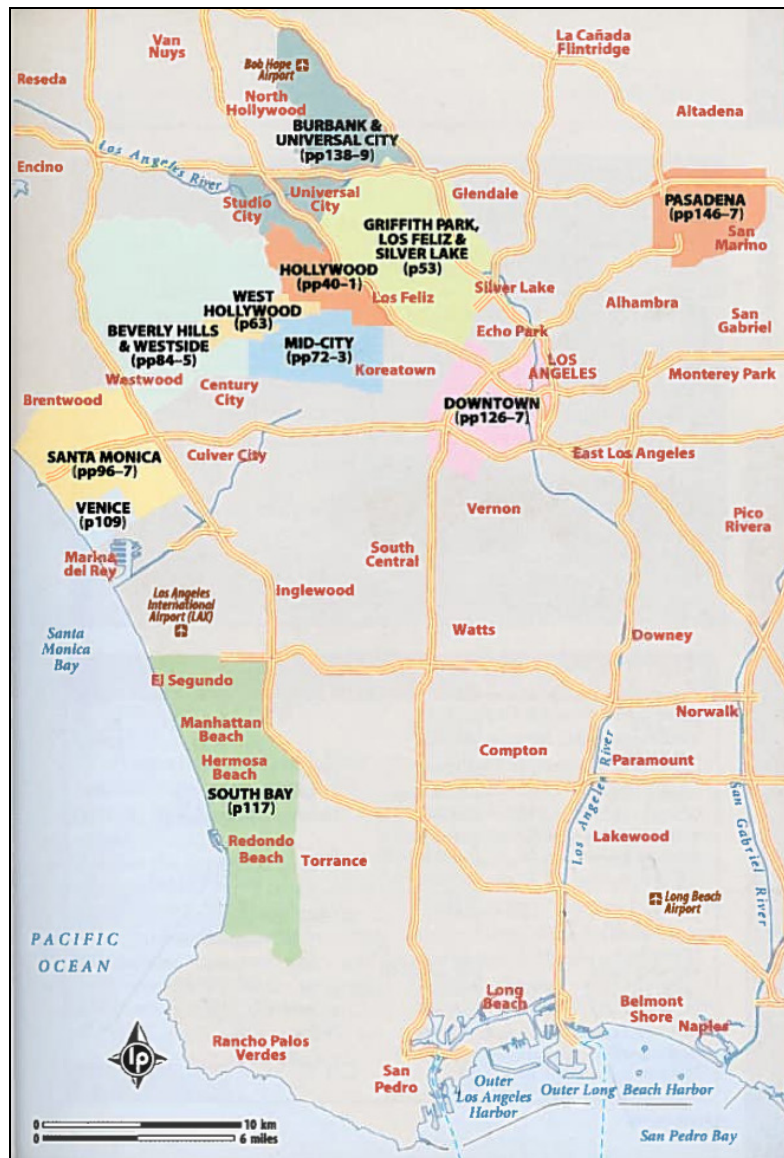 La Cañada
Flintridge
Van
Nuys
Bob Hope
Airport
Reseda
North
Hollywood
Altadena
BURBANK &
UNIVERSAL CITY
(pp138–9)
Los Angeles River
Encino
Studio
City
Universal
City
Glendale
PASADENA
(pp146–7)
San
Marino
GRIFFITH PARK,
LOS FELIZ &
SILVER LAKE
(p53)
HOLLYWOOD
(pp40–1)
Los Feliz
Silver Lake
WEST
HOLLYWOOD
(p63)
Alhambra
San
Gabriel
BEVERLY HILLS
& WESTSIDE
(pp84–5)
MID-CITY
(pp72–3)
Echo Park
LOS
ANGELES
Koreatown
Monterey Park
Westwood
Century
City
Brentwood
DOWNTOWN
(pp126–7)
SANTA MONICA
(pp96–7)
Culver City
East Los Angeles
VENICE
(p109)
Vernon
Pico
Rivera
Marina
del Rey
South
Central
Inglewood
Los Angeles
International
Airport (LAX)
Santa
Monica
Bay
Watts
Downey
El Segundo
Manhattan
Beach
Norwalk
Hermosa
Beach
Compton
Paramount
SOUTH BAY
(p117)
Los Angeles River
San Gabriel River
Redondo
Beach
Torrance
Lakewood
Long Beach
Airport
PACIFIC
OCEAN
Long
Beach
Belmont
Shore
Naples
lp
Rancho Palos
Verdes
San
Pedro
Outer
Los Angeles
Harbor
Outer Long Beach Harbor
0 10 km
0 6 miles
San Pedro Bay